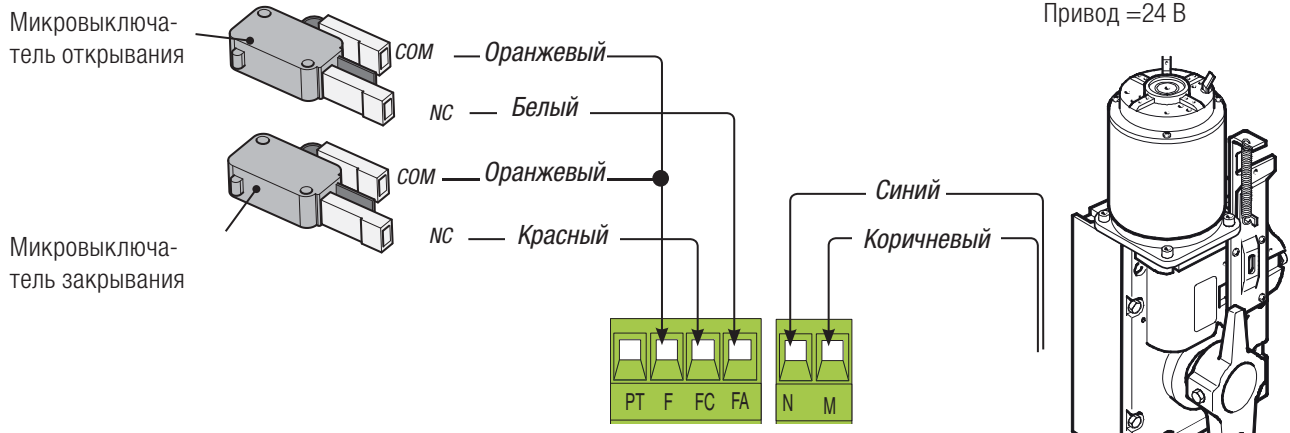 Привод =24 В
Микровыключа-
тель открывания
COM
Оранжевый
NC
Белый
COM
Оранжевый
NC
Красный
Микровыключа-
тель закрывания
Синий
Коричневый
PT F FC FA N M